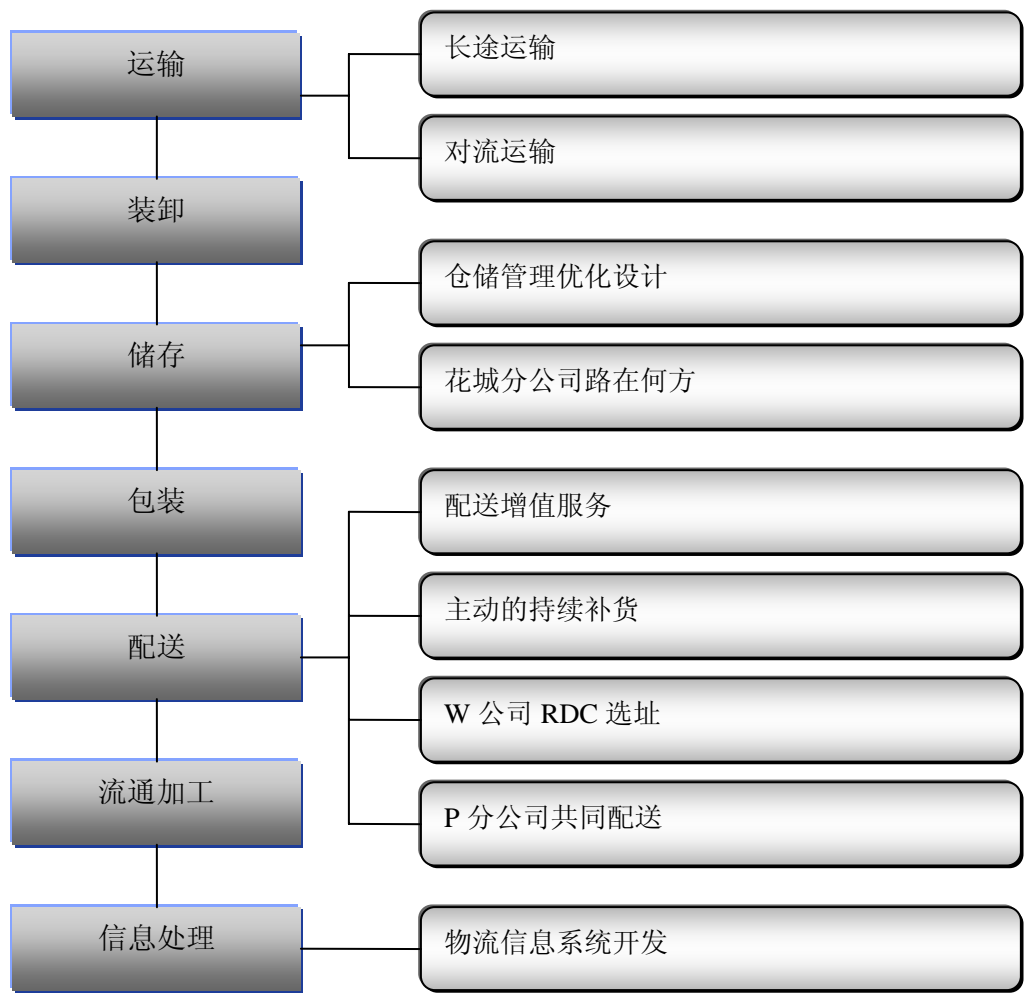 运输
长途运输
对流运输
装卸
储存
仓储管理优化设计
花城分公司路在何方
包装
配送
配送增值服务
主动的持续补货
W 公司 RDC 选址
P 分公司共同配送
流通加工
信息处理
物流信息系统开发